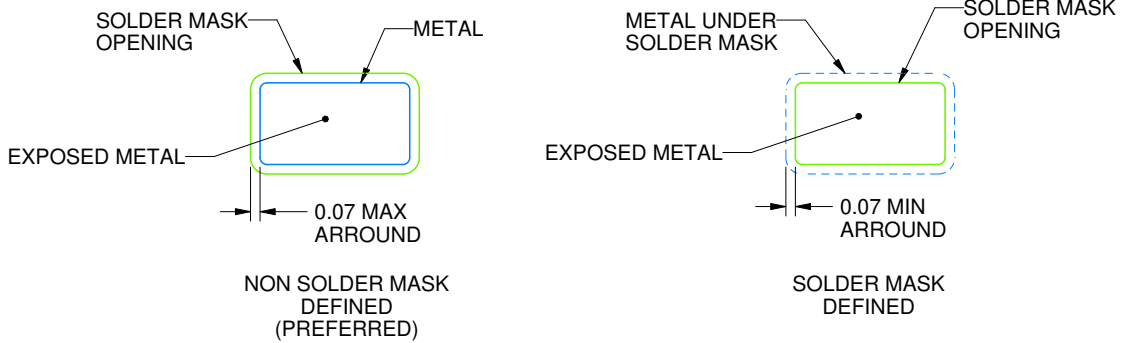 SOLDER MASK
OPENING
METAL
EXPOSED METAL
0.07 MAX
ARROUND
NON SOLDER MASK
DEFINED
(PREFERRED)
METAL UNDER
SOLDER MASK
SOLDER MASK
OPENING
EXPOSED METAL
0.07 MIN
ARROUND
SOLDER MASK
DEFINED